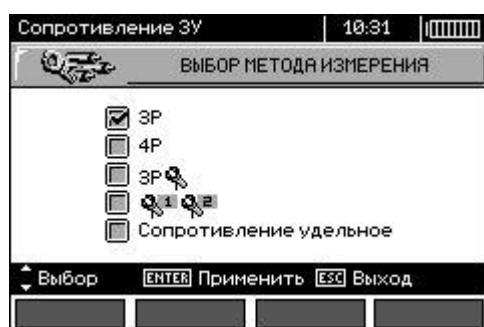 Сопротивление ЗУ 10:31
ВЫБОР МЕТОДА ИЗМЕРЕНИЯ
3P
4P
3P
1 2
Сопротивление удельное
Выбор ENTER Применить ESC Выход